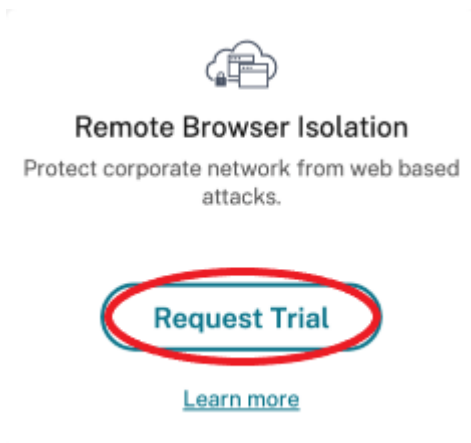 Remote Browser Isolation
Protect corporate network from web based
attacks.
Request Trial
Learn more